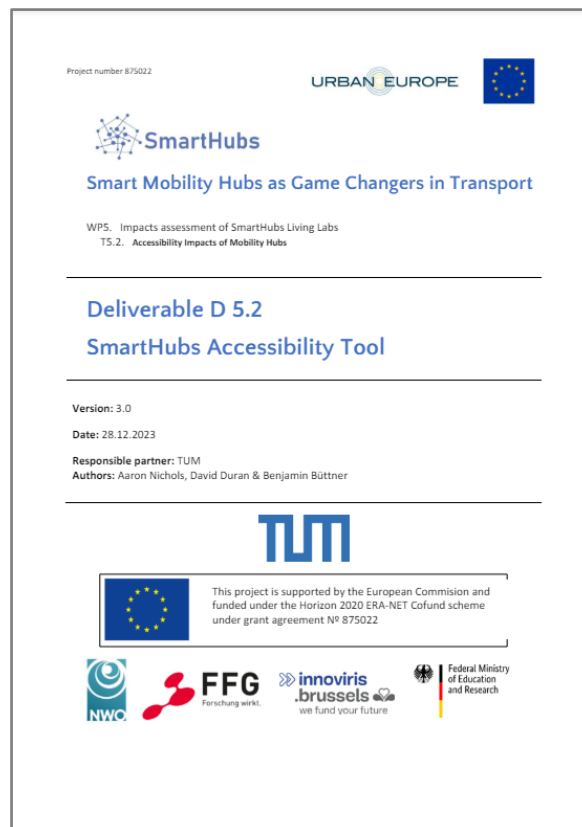 Project number 875022
URBAN EUROPE
SmartHubs
Smart Mobility Hubs as Game Changers in Transport
WP5. Impacts assessment of SmartHubs Living Labs
T5.2. Accessibility Impacts of Mobility Hubs
Deliverable D 5.2
SmartHubs Accessibility Tool
Version: 3.0
Date: 28.12.2023
Responsible partner: TUM
Authors: Aaron Nichols, David Duran & Benjamin Büttner
TUM
This project is supported by the European Commision and
funded under the Horizon 2020 ERA-NET Cofund scheme
under grant agreement Nº 875022
NWO
FFG
Forschung wirkt.
innoviris
.brussels
we fund your future
Federal Ministry
of Education
and Research